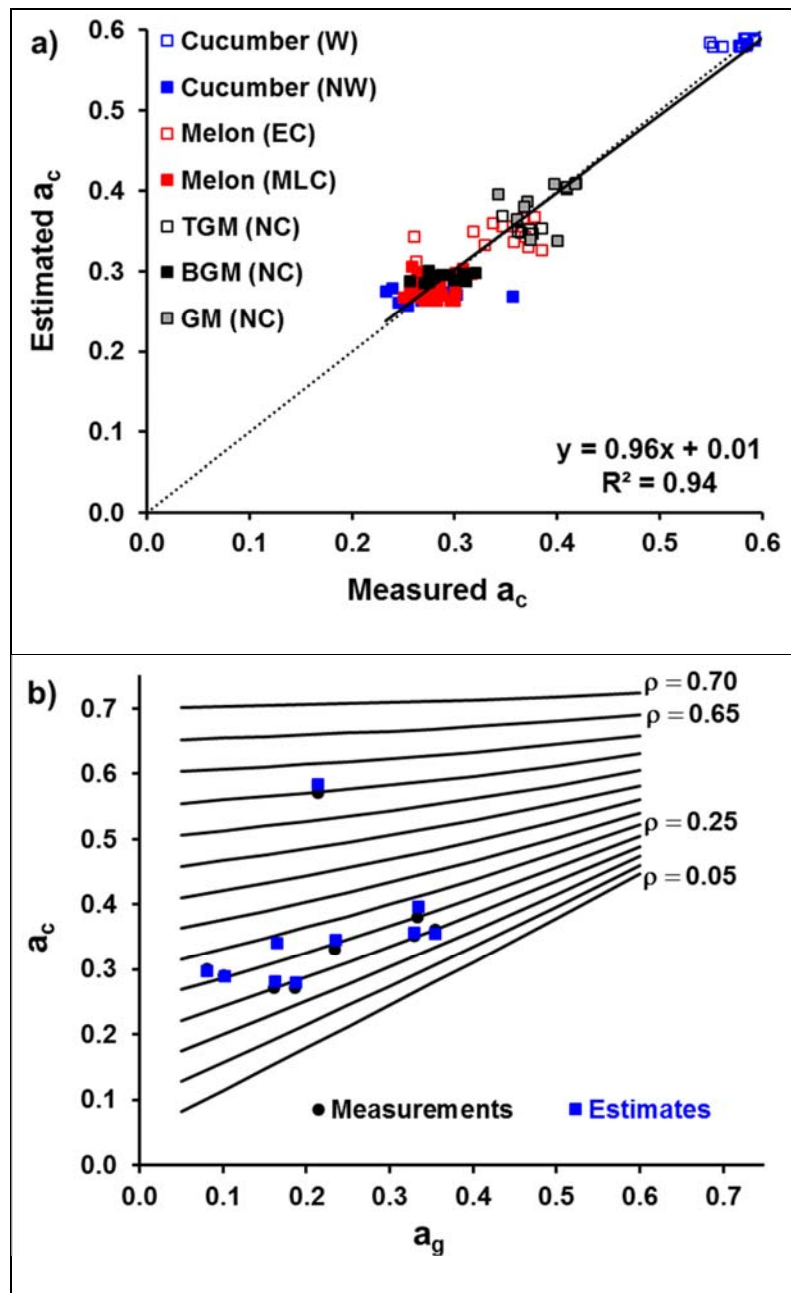 a)
Cucumber (W)
Cucumber (NW)
Melon (EC)
Melon (MLC)
TGM (NC)
BGM (NC)
GM (NC)
y = 0.96x + 0.01
R² = 0.94
Estimated a_c
0.6
0.5
0.4
0.3
0.2
0.1
0.0
0.0 0.1 0.2 0.3 0.4 0.5 0.6
Measured a_c
b)
ρ = 0.70
ρ = 0.65
ρ = 0.25
ρ = 0.05
a_c
0.7
0.6
0.5
0.4
0.3
0.2
0.1
0.0
Measurements Estimates
0.0 0.1 0.2 0.3 0.4 0.5 0.6 0.7
a_g